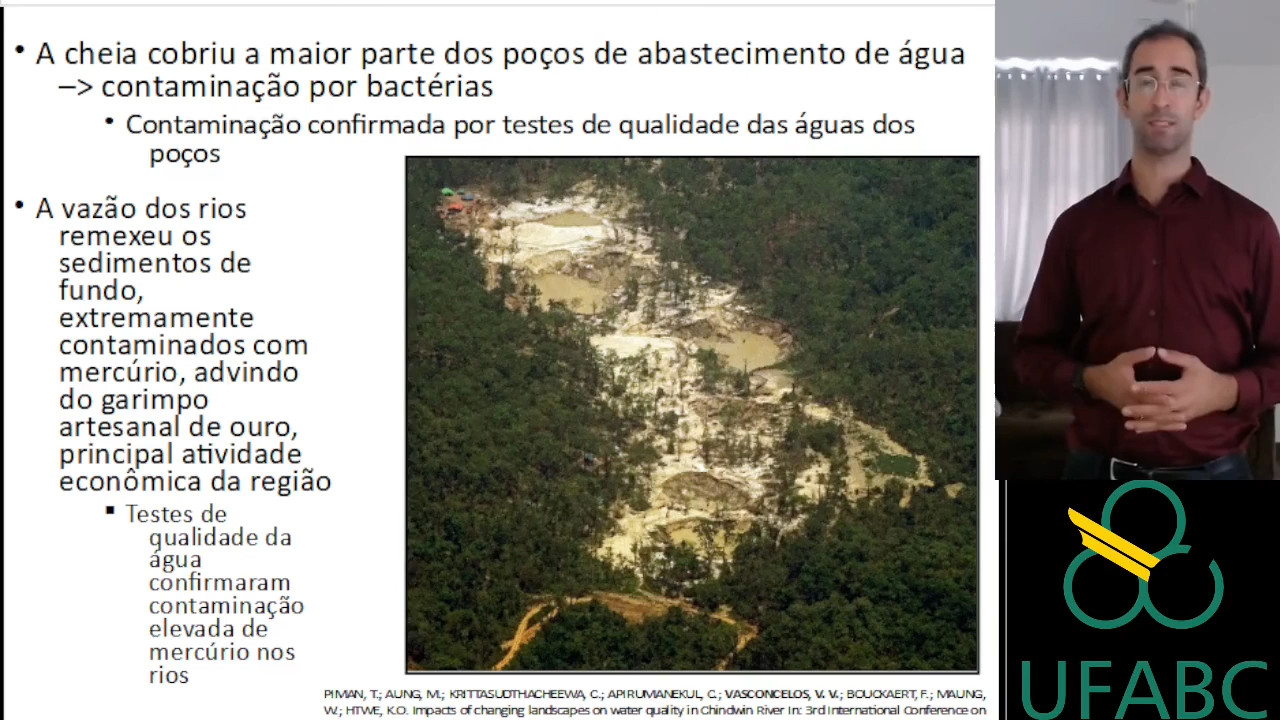 • A cheia cobriu a maior parte dos poços de abastecimento de água
–> contaminação por bactérias
• Contaminação confirmada por testes de qualidade das águas dos
poços
• A vazão dos rios
remexeu os
sedimentos de
fundo,
extremamente
contaminados com
mercúrio, advindo
do garimpo
artesanal de ouro,
principal atividade
econômica da região
▪ Testes de
qualidade da
água
confirmaram
contaminação
elevada de
mercúrio nos
rios
PIMAN, T.; AUNG, M.; KRITTASUDTHACHEEWA, C.; APIRUMANEKUL, C.; VASCONCELOS, V. V.; BOUCKAERT, F.; MAUNG,
W.; HTWE, K.O. Impacts of changing landscapes on water quality in Chindwin River In: 3rd International Conference on
UFABC